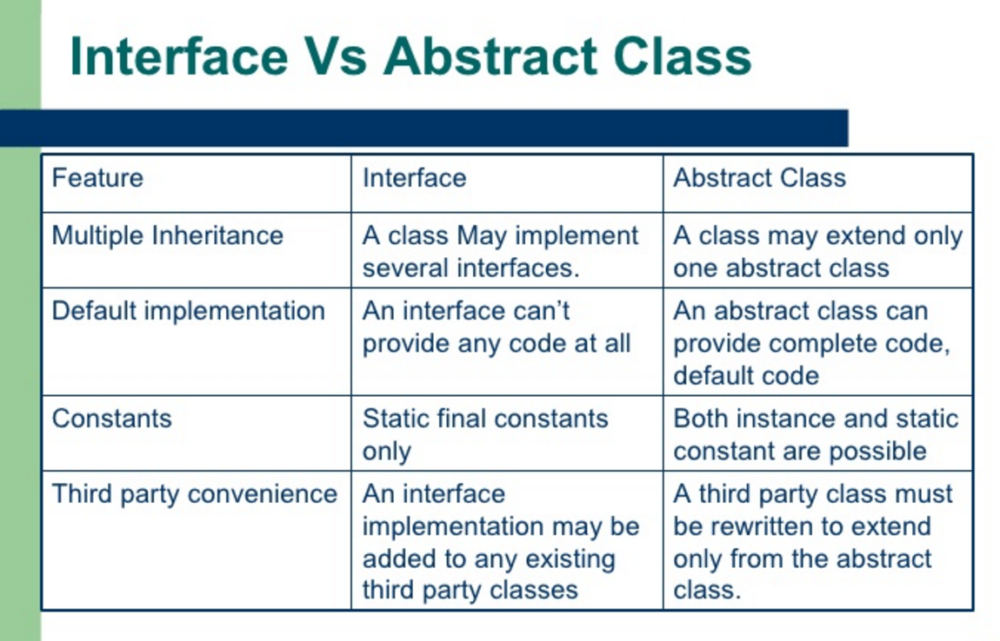 Interface Vs Abstract Class
Feature
Interface
Abstract Class
Multiple Inheritance
A class May implement
several interfaces.
A class may extend only
one abstract class
Default implementation
An interface can’t
provide any code at all
An abstract class can
provide complete code,
default code
Constants
Static final constants
only
Both instance and static
constant are possible
Third party convenience
An interface
implementation may be
added to any existing
third party classes
A third party class must
be rewritten to extend
only from the abstract
class.